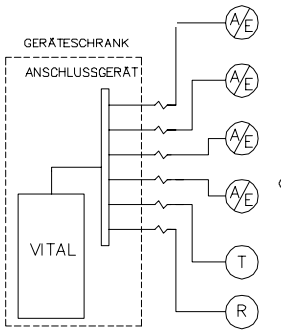 GERÄTESCHRANK
ANSCHLUSSGERÄT
A/E
A/E
A/E
A/E
VITAL
T
R